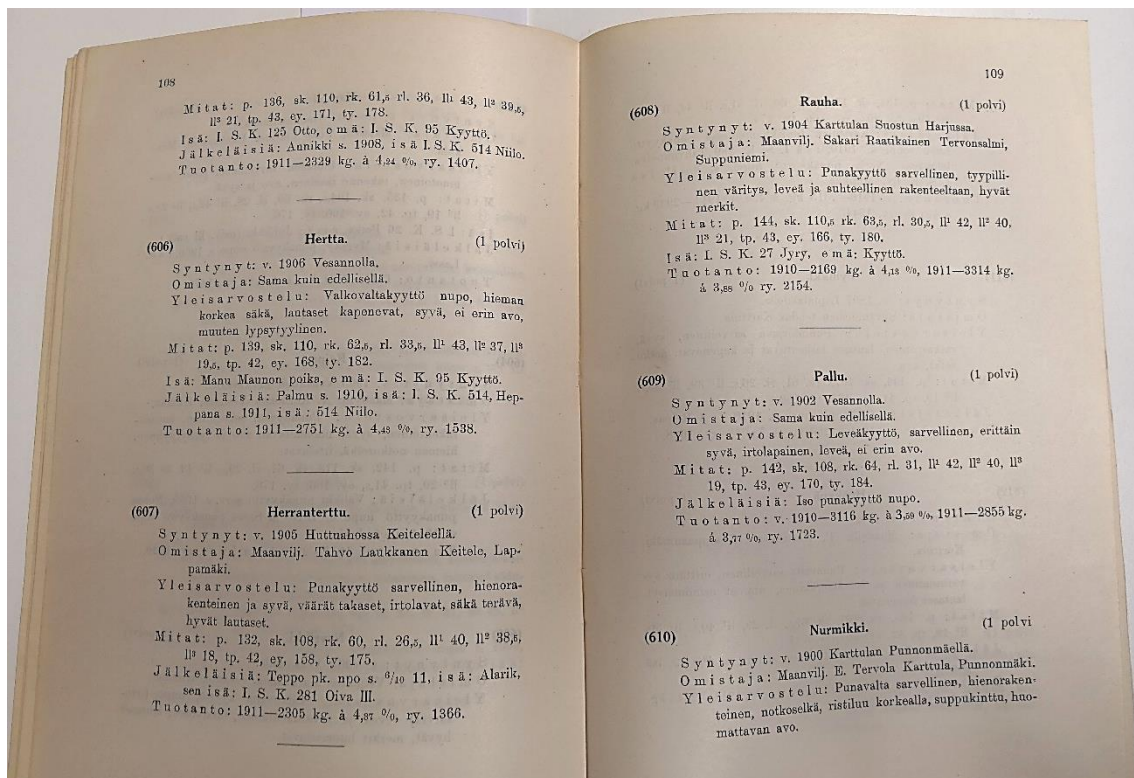 108
Mitat: p. 136, sk. 110, rk. 61,5 rl. 36, ll¹ 43, ll² 39,5,
ll³ 21, tp. 43, ey. 171, ty. 178.
Isä: I. S. K. 125 Otto, emä: I. S. K. 95 Kyyttö.
Jälkeläisiä: Annikki s. 1908, isä I. S. K. 514 Niilo.
Tuotanto: 1911—2329 kg. à 4,24 %, ry. 1407.
(606) Hertta. (1 polvi)
Syntynyt: v. 1906 Vesannolla.
Omistaja: Sama kuin edellisellä.
Yleisarvostelu: Valkovaltakyyttö nupo, hieman
korkea säkä, lautaset kaponevat, syvä, ei erin avo,
muuten lypsytyylinen.
Mitat: p. 139, sk. 110, rk. 62,5, rl. 33,5, ll¹ 43, ll² 37, ll³
19,5, tp. 42, ey. 168, ty. 182.
Isä: Manu Maunon poika, emä: I. S. K. 95 Kyyttö.
Jälkeläisiä: Palmu s. 1910, isä: I. S. K. 514, Hep-
pana s. 1911, isä: 514 Niilo.
Tuotanto: 1911—2751 kg. à 4,43 %, ry. 1538.
(607) Herranterttu. (1 polvi)
Syntynyt: v. 1905 Huttuahossa Keiteleellä.
Omistaja: Maanvilj. Tahvo Laukkanen Keitele, Lap-
pamäki.
Yleisarvostelu: Punakyyttö sarvellinen, hienora-
kenteinen ja syvä, väärät takaset, irtolavat, säkä terävä,
hyvät lautaset.
Mitat: p. 132, sk. 108, rk. 60, rl. 26,5, ll¹ 40, ll² 38,5,
ll³ 18, tp. 42, ey, 158, ty. 175.
Jälkeläisiä: Teppo pk. npo s. 6/10 11, isä: Alarik,
sen isä: I. S. K. 281 Oiva III.
Tuotanto: 1911—2305 kg. à 4,87 %, ry. 1366.
109
(608) Rauha. (1 polvi)
Syntynyt: v. 1904 Karttulan Suostun Harjussa.
Omistaja: Maanvilj. Sakari Raatikainen Tervonsalmi,
Suppuniemi.
Yleisarvostelu: Punakyyttö sarvellinen, tyypilli-
nen väritys, leveä ja suhteellinen rakenteeltaan, hyvät
merkit.
Mitat: p. 144, sk. 110,5 rk. 63,5, rl. 30,5, ll¹ 42, ll² 40,
ll³ 21, tp. 43, ey. 166, ty. 180.
Isä: I. S. K. 27 Jyry, emä: Kyyttö.
Tuotanto: 1910—2169 kg. à 4,18 %, 1911—3314 kg.
á 3,88 % ry. 2154.
(609) Pallu. (1 polvi)
Syntynyt: v. 1902 Vesannolla.
Omistaja: Sama kuin edellisellä.
Yleisarvostelu: Leveäkyyttö, sarvellinen, erittäin
syvä, irtolapainen, leveä, ei erin avo.
Mitat: p. 142, sk. 108, rk. 64, rl. 31, ll¹ 42, ll² 40, ll³
19, tp. 43, ey. 170, ty. 184.
Jälkeläisiä: Iso punakyyttö nupo.
Tuotanto: v. 1910—3116 kg. à 3,59 %, 1911—2855 kg.
á 3,77 %, ry. 1723.
(610) Nurmikki. (1 polvi
Syntynyt: v. 1900 Karttulan Punnonmäellä.
Omistaja: Maanvilj. E. Tervola Karttula, Punnonmäki.
Yleisarvostelu: Punavalta sarvellinen, hienoraken-
teinen, notkoselkä, ristiluu korkealla, suppukinttu, huo-
mattavan avo.